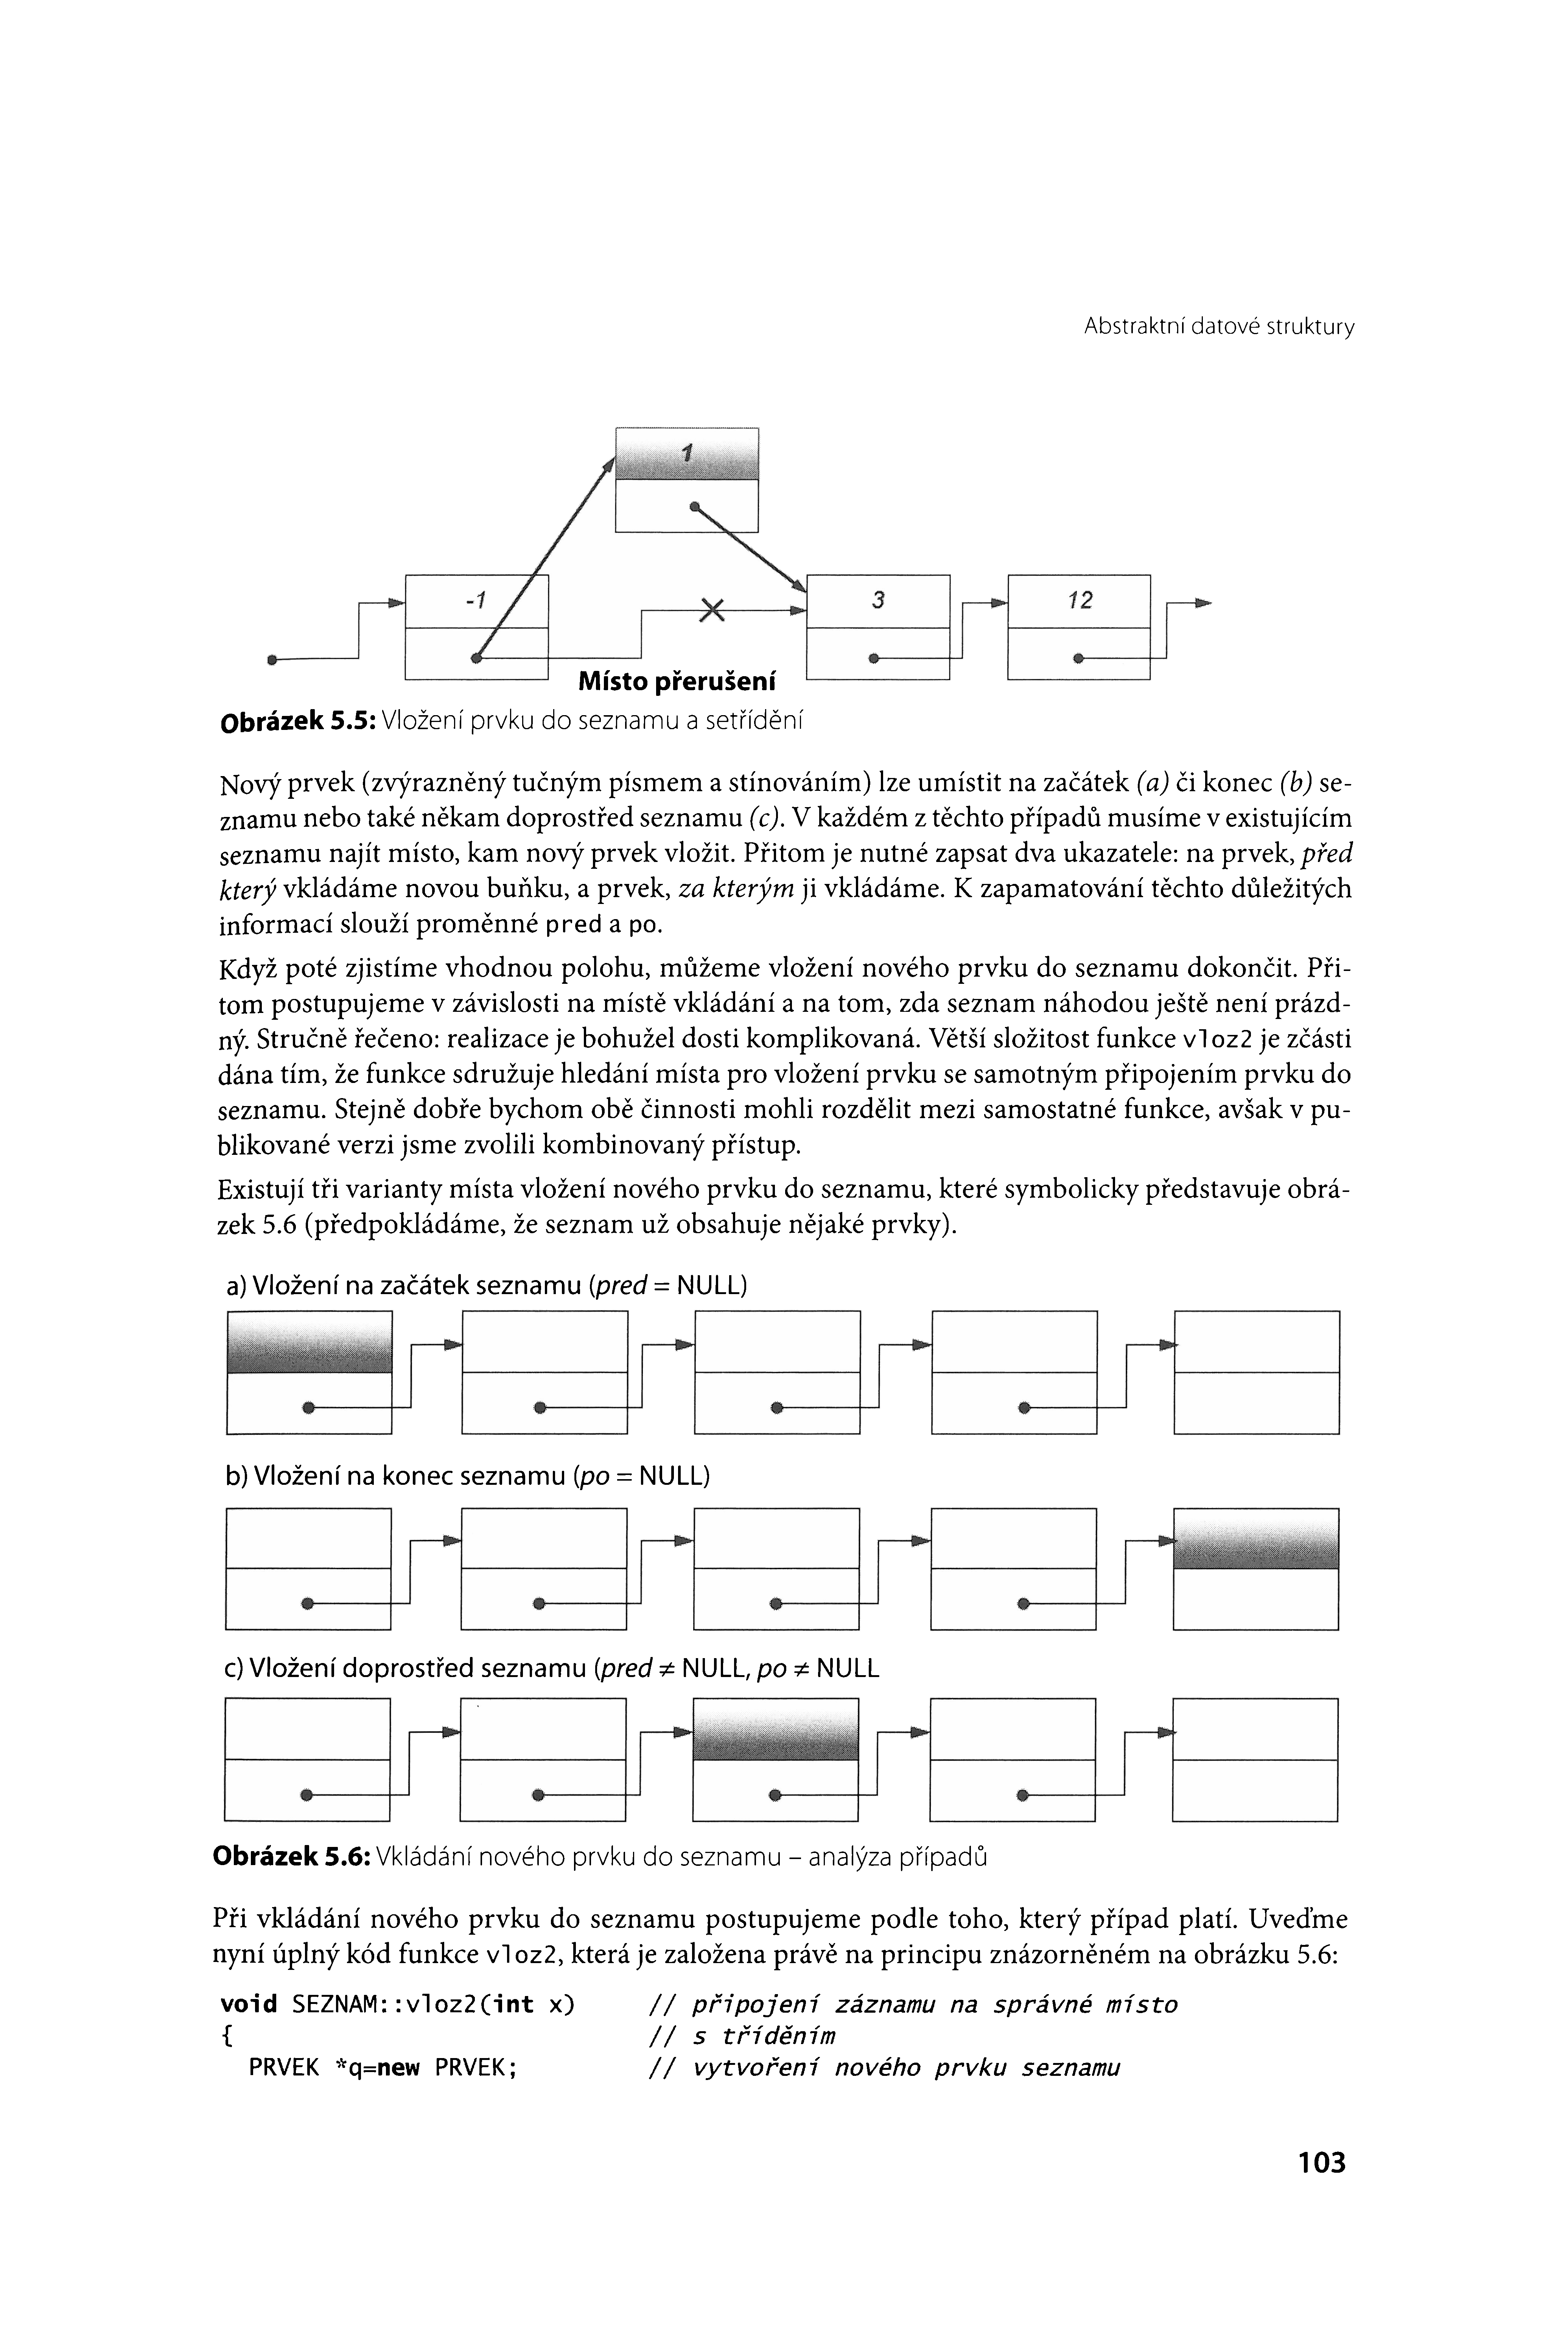 Abstraktní datové struktury
1
-1
3
12
Místo přerušení
Obrázek 5.5: Vložení prvku do seznamu a setřídění
Nový prvek (zvýrazněný tučným písmem a stínováním) lze umístit na začátek (a) či konec (b) se-
znamu nebo také někam doprostřed seznamu (c). V každém z těchto případů musíme v existujícím
seznamu najít místo, kam nový prvek vložit. Přitom je nutné zapsat dva ukazatele: na prvek, před
který vkládáme novou buňku, a prvek, za kterým ji vkládáme. K zapamatování těchto důležitých
informací slouží proměnné pred a po.
Když poté zjistíme vhodnou polohu, můžeme vložení nového prvku do seznamu dokončit. Při-
tom postupujeme v závislosti na místě vkládání a na tom, zda seznam náhodou ještě není prázd-
ný. Stručně řečeno: realizace je bohužel dosti komplikovaná. Větší složitost funkce vloz2 je zčásti
dána tím, že funkce sdružuje hledání místa pro vložení prvku se samotným připojením prvku do
seznamu. Stejně dobře bychom obě činnosti mohli rozdělit mezi samostatné funkce, avšak v pu-
blikované verzi jsme zvolili kombinovaný přístup.
Existují tři varianty místa vložení nového prvku do seznamu, které symbolicky představuje obrá-
zek 5.6 (předpokládáme, že seznam už obsahuje nějaké prvky).
a) Vložení na začátek seznamu (pred = NULL)
b) Vložení na konec seznamu (po = NULL)
c) Vložení doprostřed seznamu (pred ≠ NULL, po ≠ NULL
Obrázek 5.6: Vkládání nového prvku do seznamu – analýza případů
Při vkládání nového prvku do seznamu postupujeme podle toho, který případ platí. Uveďme
nyní úplný kód funkce vloz2, která je založena právě na principu znázorněném na obrázku 5.6:
void SEZNAM::vloz2(int x) // připojení záznamu na správné místo
{ // s tříděním
PRVEK *q=new PRVEK; // vytvoření nového prvku seznamu
103